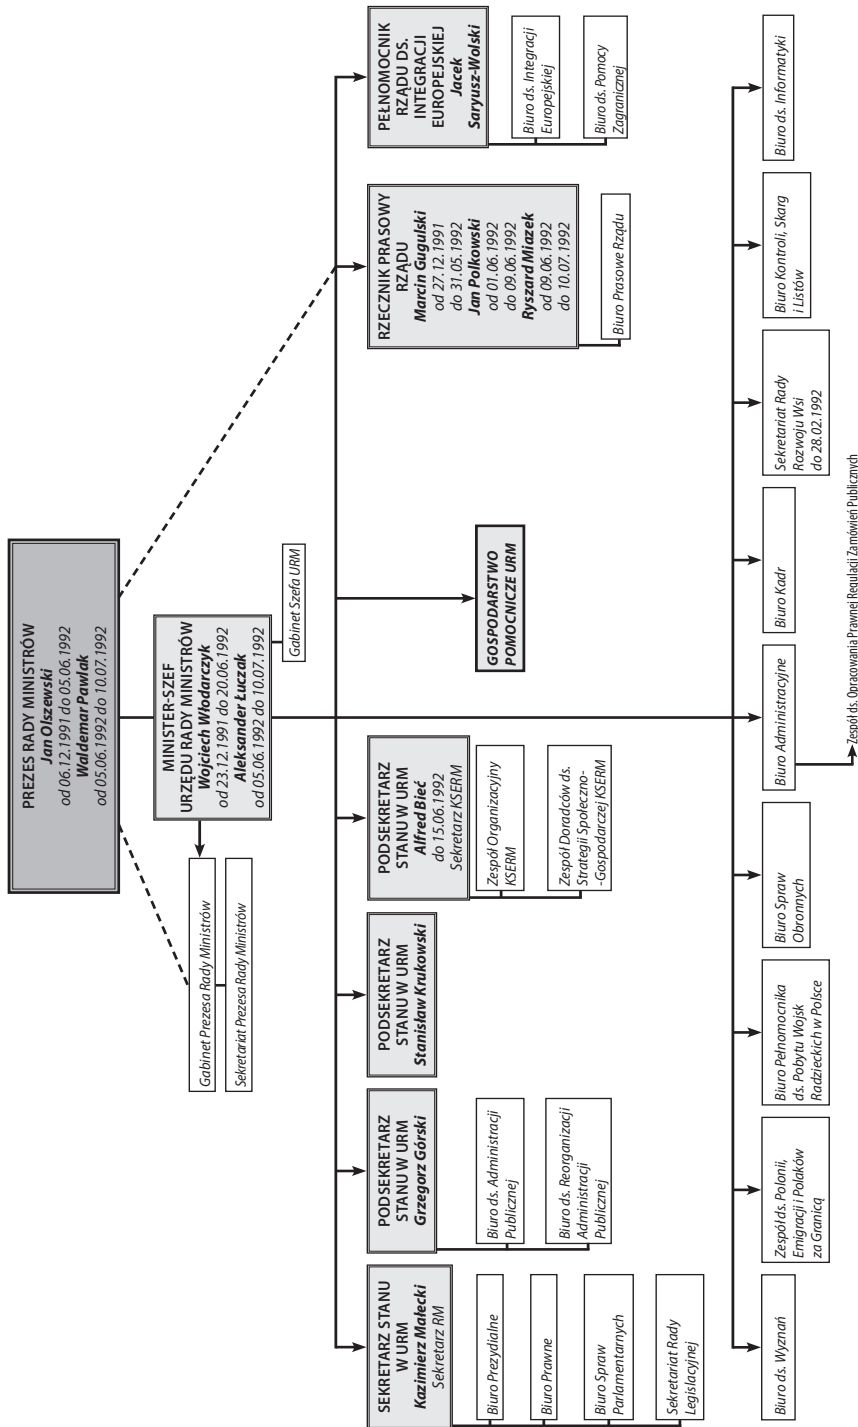 PREZES RADY MINISTRÓW
Jan Olszewski
od 06.12.1991 do 05.06.1992
Waldemar Pawlak
od 05.06.1992 do 10.07.1992
MINISTER-SZEF
URZĘDU RADY MINISTRÓW
Wojciech Włodarczyk
od 23.12.1991 do 20.06.1992
Aleksander Łuczak
od 05.06.1992 do 10.07.1992
Gabinet Prezesa Rady Ministrów
Sekretariat Prezesa Rady Ministrów
Gabinet Szefa URM
SEKRETARZ STANU
W URM
Kazimierz Małecki
Sekretarz RM
Biuro Prezydialne
Biuro Prawne
Biuro Spraw
Parlamentarnych
Sekretariat Rady
Legislacyjnej
PODSEKRETARZ
STANU W URM
Grzegorz Górski
Biuro ds. Administracji
Publicznej
Biuro ds. Reorganizacji
Administracji
Publicznej
PODSEKRETARZ
STANU W URM
Stanisław Krukowski
PODSEKRETARZ
STANU W URM
Alfred Bieć
do 15.06.1992
Sekretarz KSERM
Zespół Organizacyjny
KSERM
Zespół Doradców ds.
Strategii Społeczno-
-Gospodarczej KSERM
GOSPODARSTWO
POMOCNICZE URM
RZECZNIK PRASOWY
RZĄDU
Marcin Gugulski
od 27.12.1991
do 31.05.1992
Jan Polkowski
od 01.06.1992
do 09.06.1992
Ryszard Miazek
od 09.06.1992
do 10.07.1992
Biuro Prasowe Rządu
PEŁNOMOCNIK
RZĄDU DS.
INTEGRACJI
EUROPEJSKIEJ
Jacek
Saryusz-Wolski
Biuro ds. Integracji
Europejskiej
Biuro ds. Pomocy
Zagranicznej
Biuro ds. Wyznań
Zespół ds. Polonii,
Emigracji i Polaków
za Granicą
Biuro Pełnomocnika
ds. Pobytu Wojsk
Radzieckich w Polsce
Biuro Spraw
Obronnych
Biuro Administracyjne
Zespół ds. Opracowania Prawnej Regulacji Zamówień Publicznych
Biuro Kadr
Sekretariat Rady
Rozwoju Wsi
do 28.02.1992
Biuro Kontroli, Skarg
i Listów
Biuro ds. Informatyki